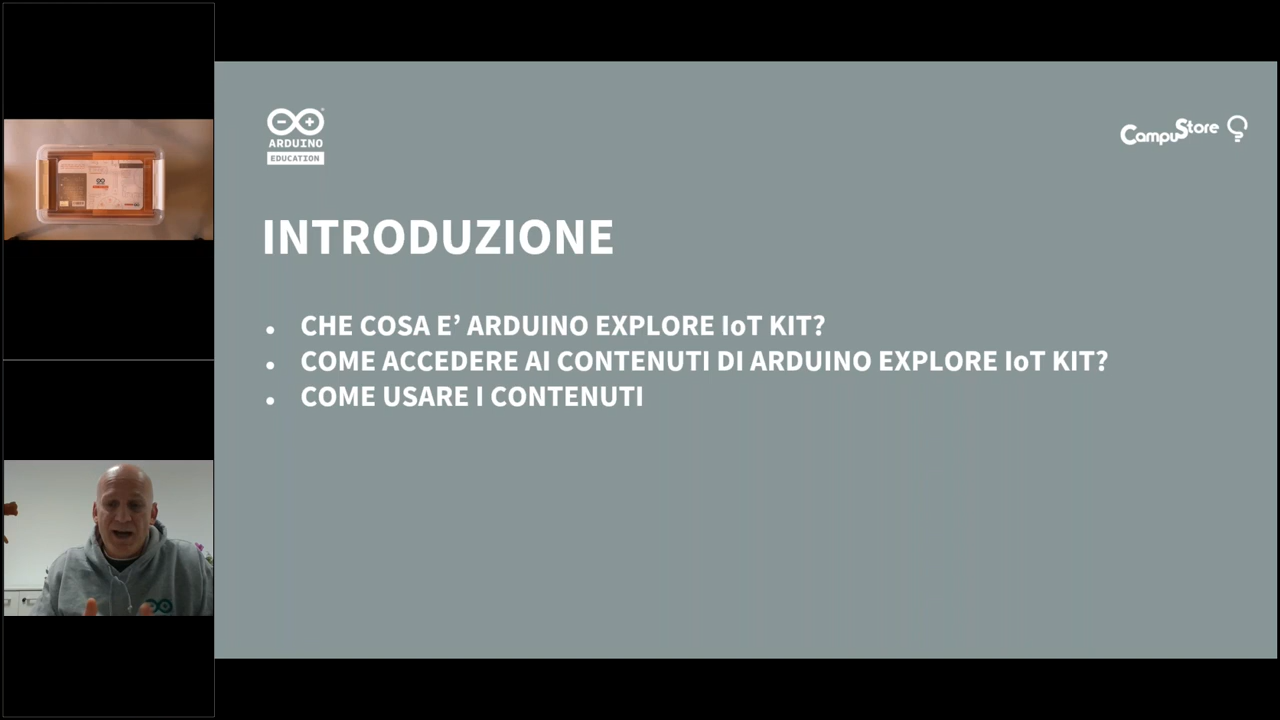 ARDUINO
EDUCATION
CampuStore
INTRODUZIONE
• CHE COSA E’ ARDUINO EXPLORE IoT KIT?
• COME ACCEDERE AI CONTENUTI DI ARDUINO EXPLORE IoT KIT?
• COME USARE I CONTENUTI